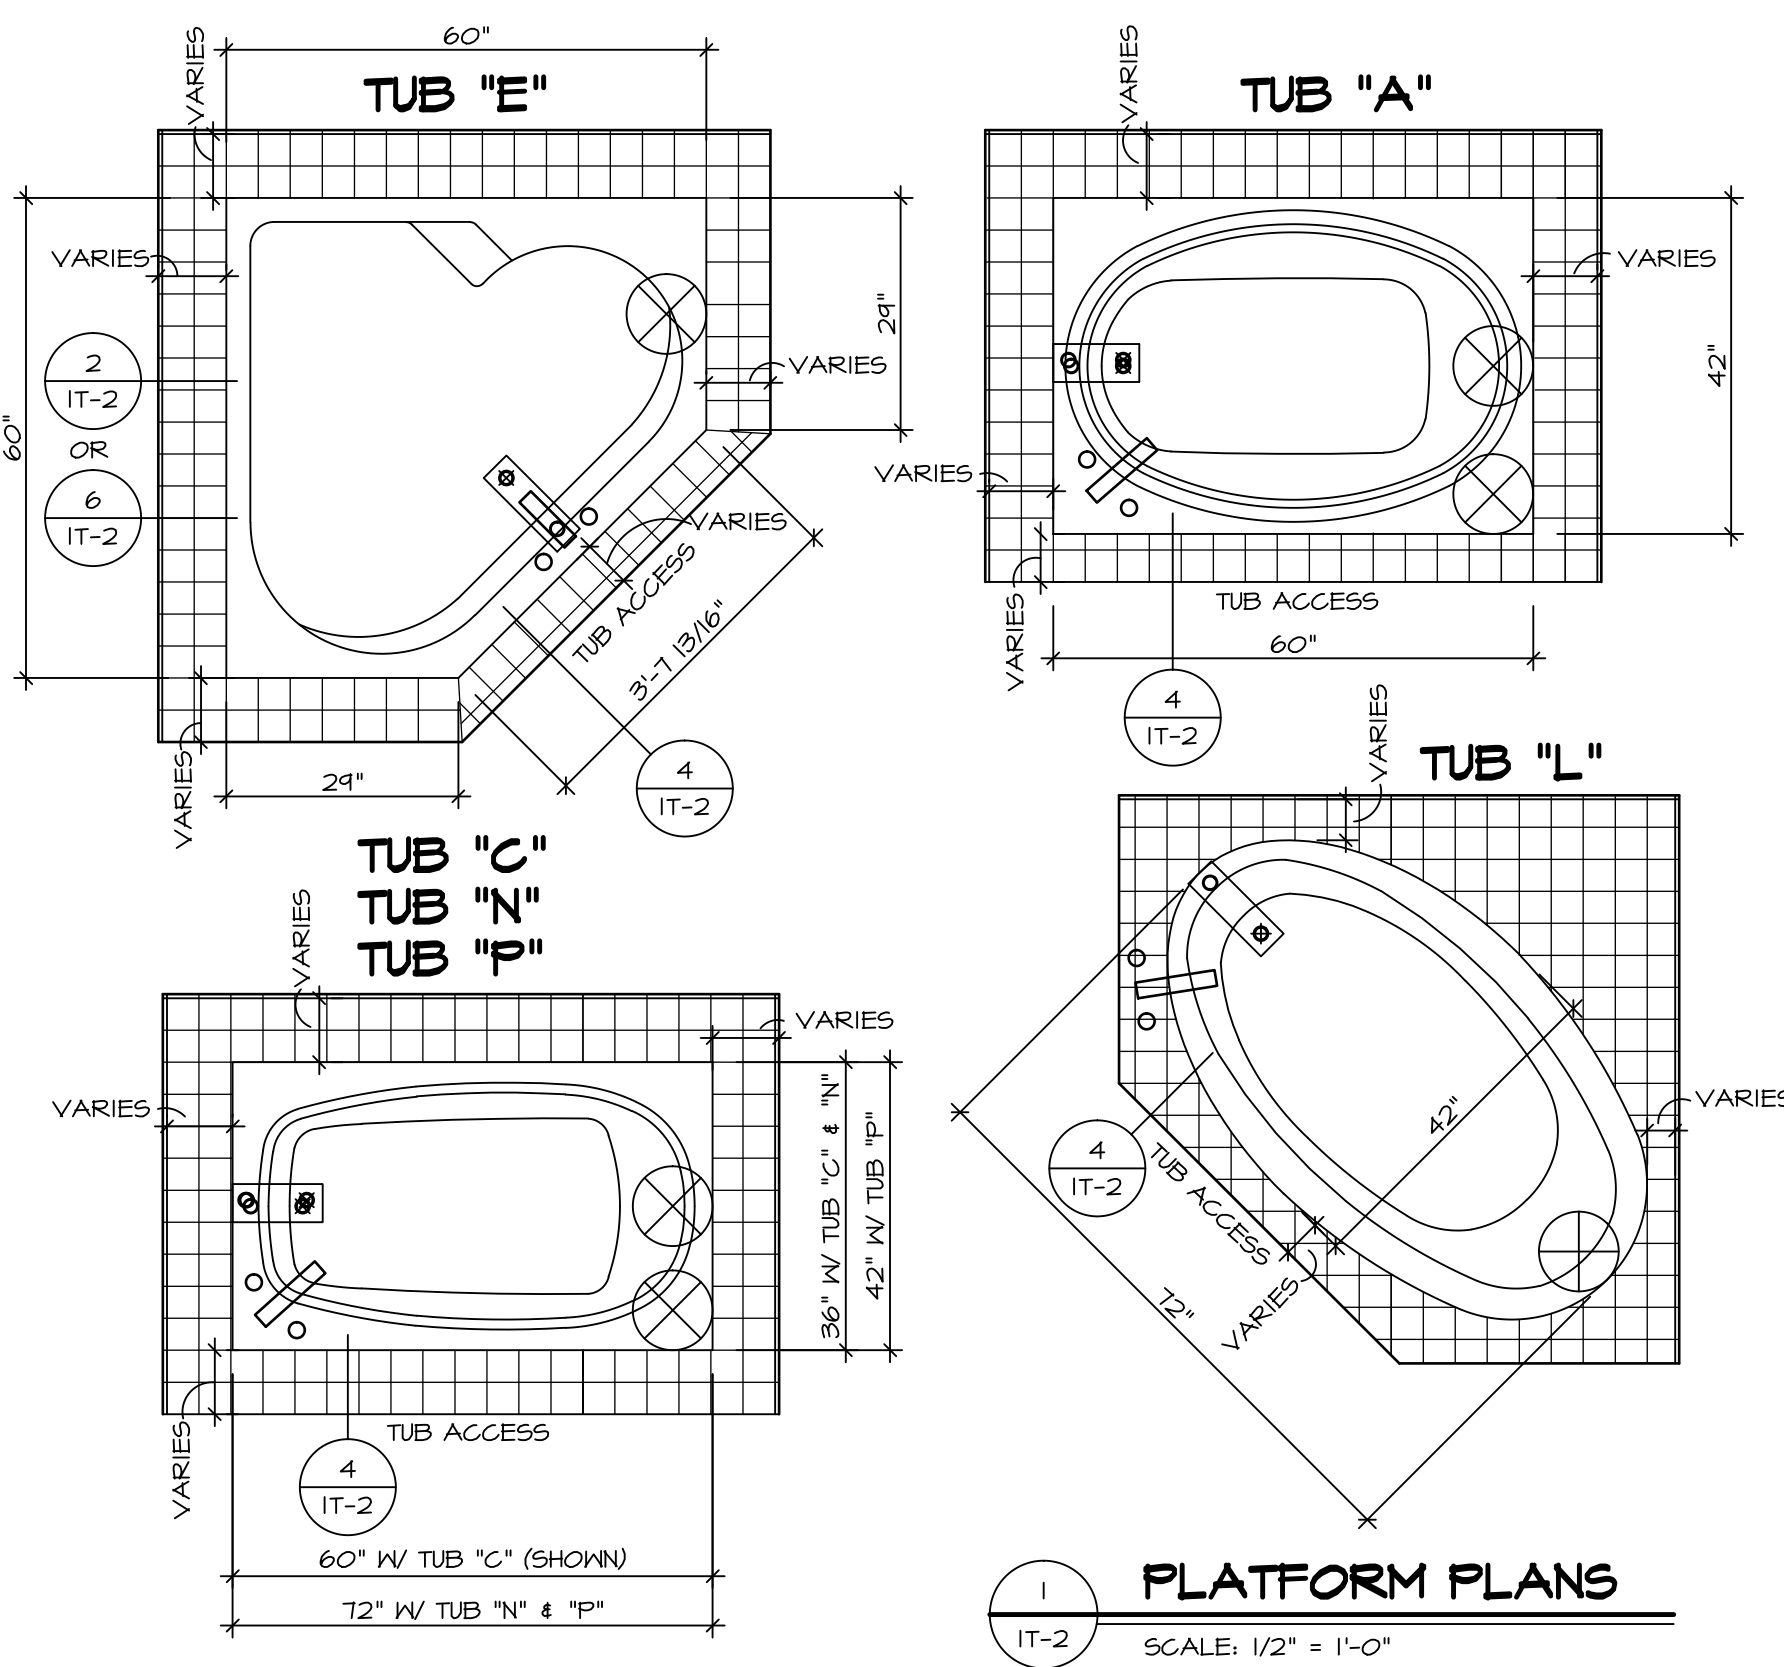 60"
VARIES
TUB "E"
VARIES
29"
VARIES
2
IT-2
OR
6
IT-2
60"
VARIES
TUB ACCESS
3'-7 13/16"
VARIES
29"
4
IT-2
VARIES
TUB "A"
VARIES
42"
VARIES
VARIES
TUB ACCESS
60"
4
IT-2
TUB "C"
TUB "N"
TUB "P"
VARIES
VARIES
VARIES
36" W/ TUB "C" & "N"
42" W/ TUB "P"
VARIES
TUB ACCESS
4
IT-2
60" W/ TUB "C" (SHOWN)
72" W/ TUB "N" & "P"
VARIES
TUB "L"
VARIES
42"
4
IT-2
TUB ACCESS
VARIES
72"
1
IT-2
PLATFORM PLANS
SCALE: 1/2" = 1'-0"